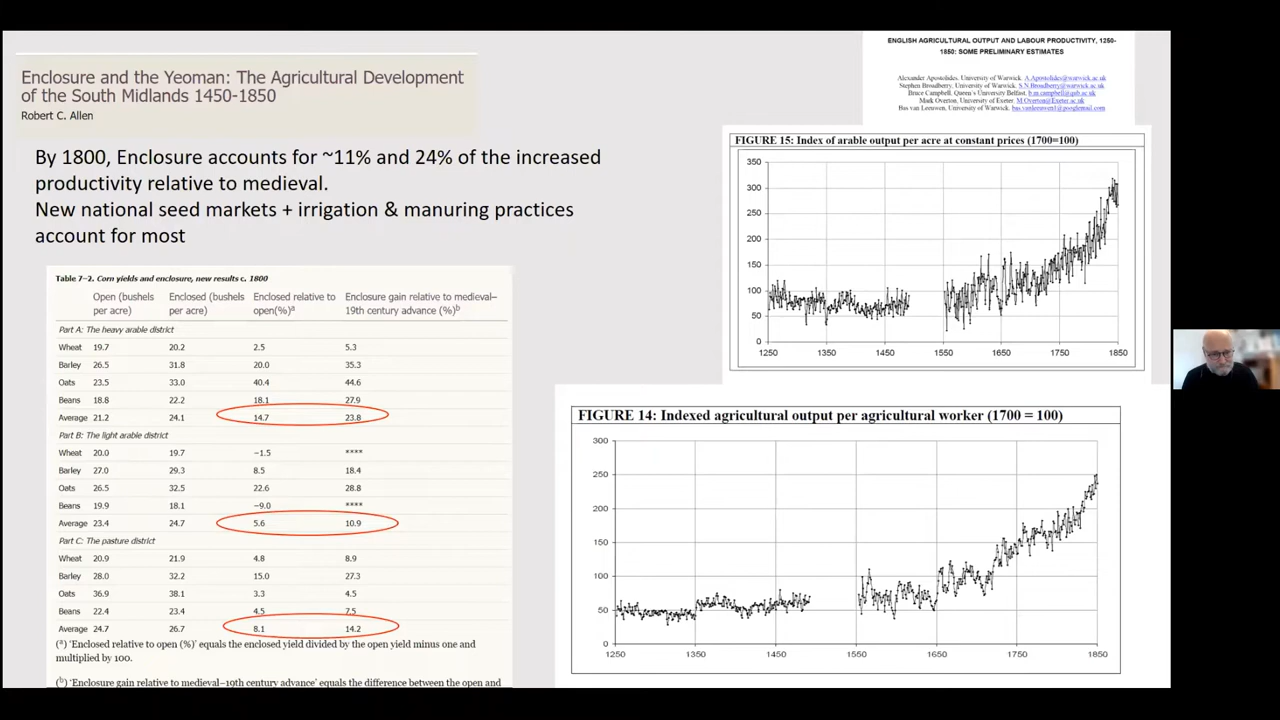 Enclosure and the Yeoman: The Agricultural Development
of the South Midlands 1450-1850
Robert C. Allen
By 1800, Enclosure accounts for ~11% and 24% of the increased
productivity relative to medieval.
New national seed markets + irrigation & manuring practices
account for most
Table 7–2. Corn yields and enclosure, new results c. 1800
Open (bushels per acre) Enclosed (bushels per acre) Enclosed relative to open(%)ᵃ Enclosure gain relative to medieval–19th century advance (%)ᵇ
Part A: The heavy arable district
Wheat 19.7 20.2 2.5 5.3
Barley 26.5 31.8 20.0 35.3
Oats 23.5 33.0 40.4 44.6
Beans 18.8 22.2 18.1 27.9
Average 21.2 24.1 14.7 23.8
Part B: The light arable district
Wheat 20.0 19.7 −1.5 ****
Barley 27.0 29.3 8.5 18.4
Oats 26.5 32.5 22.6 28.8
Beans 19.9 18.1 −9.0 ****
Average 23.4 24.7 5.6 10.9
Part C: The pasture district
Wheat 20.9 21.9 4.8 8.9
Barley 28.0 32.2 15.0 27.3
Oats 36.9 38.1 3.3 4.5
Beans 22.4 23.4 4.5 7.5
Average 24.7 26.7 8.1 14.2
(ᵃ) 'Enclosed relative to open (%)' equals the enclosed yield divided by the open yield minus one and
multiplied by 100.
(ᵇ) 'Enclosure gain relative to medieval–19th century advance' equals the difference between the open and
ENGLISH AGRICULTURAL OUTPUT AND LABOUR PRODUCTIVITY, 1250-
1850: SOME PRELIMINARY ESTIMATES
Alexander Apostolides, University of Warwick, A.Apostolides@warwick.ac.uk
Stephen Broadberry, University of Warwick, S.N.Broadberry@warwick.ac.uk
Bruce Campbell, Queen's University Belfast, b.m.campbell@qub.ac.uk
Mark Overton, University of Exeter, M.Overton@Exeter.ac.uk
Bas van Leeuwen, University of Warwick, bas.vanleeuwen1@googlemail.com
FIGURE 15: Index of arable output per acre at constant prices (1700=100)
350
300
250
200
150
100
50
0
1250 1350 1450 1550 1650 1750 1850
FIGURE 14: Indexed agricultural output per agricultural worker (1700 = 100)
300
250
200
150
100
50
0
1250 1350 1450 1550 1650 1750 1850